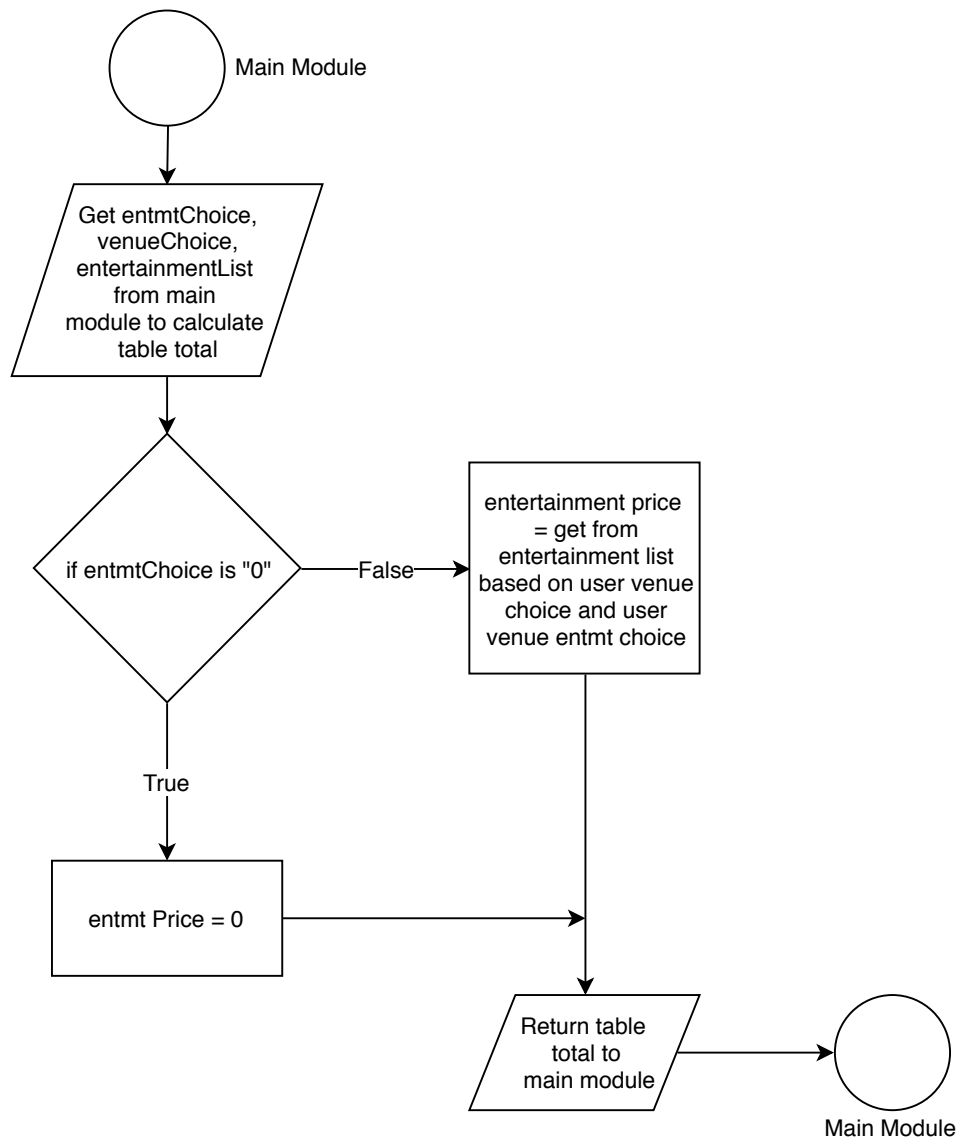 Main Module
Get entmtChoice,
venueChoice,
entertainmentList
from main
module to calculate
table total
if entmtChoice is "0"
False
entertainment price
= get from
entertainment list
based on user venue
choice and user
venue entmt choice
True
entmt Price = 0
Return table
total to
main module
Main Module